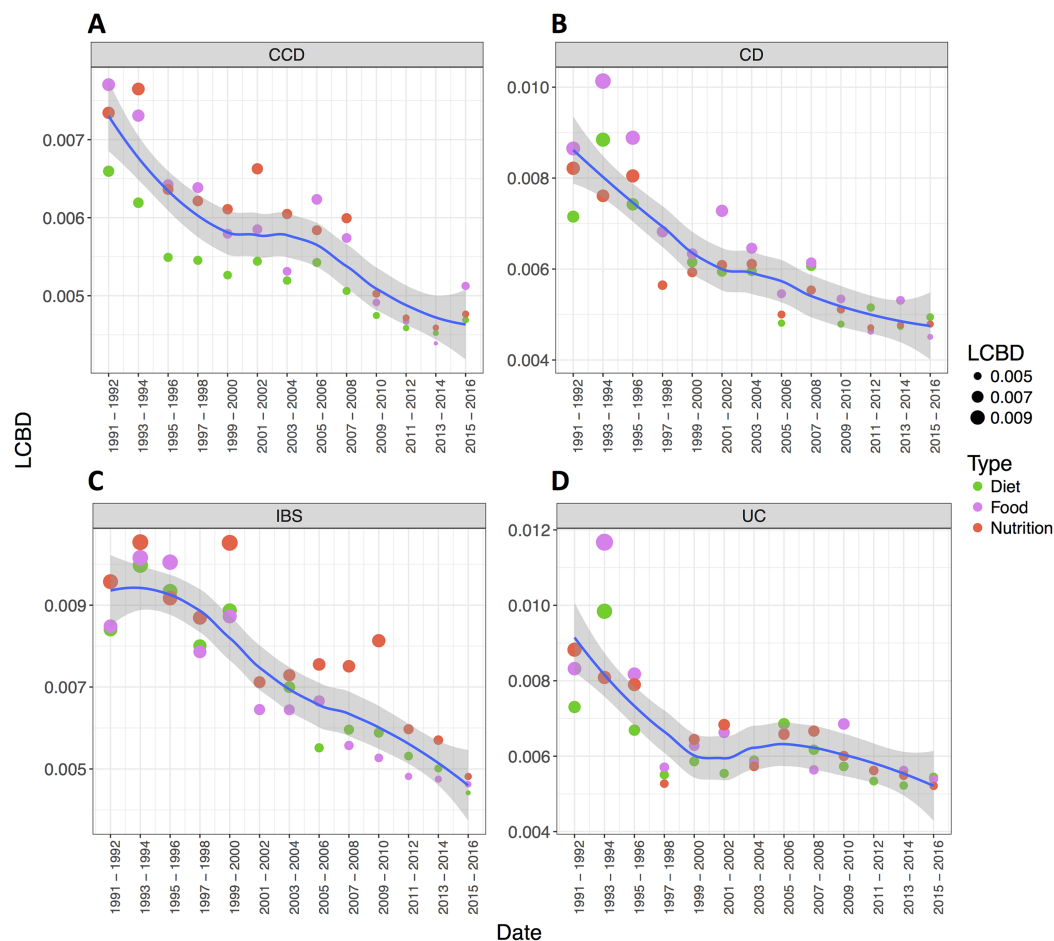 A
CCD
0.007
0.006
0.005
1991 – 1992
1993 – 1994
1995 – 1996
1997 – 1998
1999 – 2000
2001 – 2002
2003 – 2004
2005 – 2006
2007 – 2008
2009 – 2010
2011 – 2012
2013 – 2014
2015 – 2016
B
CD
0.010
0.008
0.006
0.004
1991 – 1992
1993 – 1994
1995 – 1996
1997 – 1998
1999 – 2000
2001 – 2002
2003 – 2004
2005 – 2006
2007 – 2008
2009 – 2010
2011 – 2012
2013 – 2014
2015 – 2016
LCBD
C
IBS
0.009
0.007
0.005
1991 – 1992
1993 – 1994
1995 – 1996
1997 – 1998
1999 – 2000
2001 – 2002
2003 – 2004
2005 – 2006
2007 – 2008
2009 – 2010
2011 – 2012
2013 – 2014
2015 – 2016
D
UC
0.012
0.010
0.008
0.006
0.004
1991 – 1992
1993 – 1994
1995 – 1996
1997 – 1998
1999 – 2000
2001 – 2002
2003 – 2004
2005 – 2006
2007 – 2008
2009 – 2010
2011 – 2012
2013 – 2014
2015 – 2016
Date
LCBD
0.005
0.007
0.009
Type
Diet
Food
Nutrition